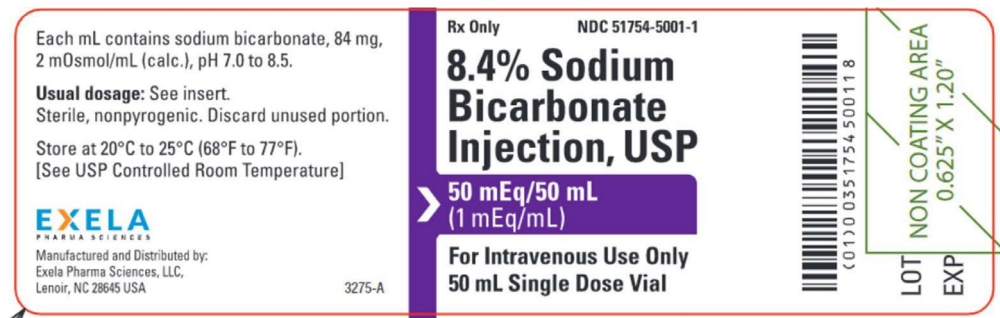 Each mL contains sodium bicarbonate, 84 mg,
2 mOsmol/mL (calc.), pH 7.0 to 8.5.
Usual dosage: See insert.
Sterile, nonpyrogenic. Discard unused portion.
Store at 20°C to 25°C (68°F to 77°F).
[See USP Controlled Room Temperature]
EXELA
PHARMA SCIENCES
Manufactured and Distributed by:
Exela Pharma Sciences, LLC,
Lenoir, NC 28645 USA
3275-A
Rx Only NDC 51754-5001-1
8.4% Sodium
Bicarbonate
Injection, USP
50 mEq/50 mL
(1 mEq/mL)
For Intravenous Use Only
50 mL Single Dose Vial
(01)00351754500118
NON COATING AREA
0.625" X 1.20"
LOT
EXP